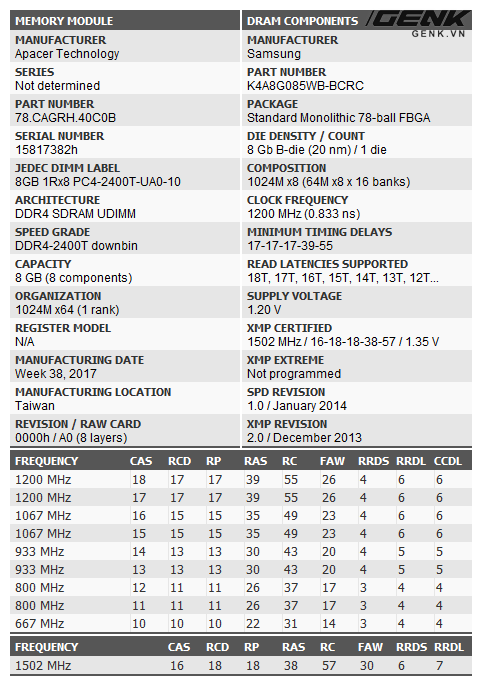 MEMORY MODULE
MANUFACTURER
Apacer Technology
SERIES
Not determined
PART NUMBER
78.CAGRH.40C0B
SERIAL NUMBER
15817382h
JEDEC DIMM LABEL
8GB 1Rx8 PC4-2400T-UA0-10
ARCHITECTURE
DDR4 SDRAM UDIMM
SPEED GRADE
DDR4-2400T downbin
CAPACITY
8 GB (8 components)
ORGANIZATION
1024M x64 (1 rank)
REGISTER MODEL
N/A
MANUFACTURING DATE
Week 38, 2017
MANUFACTURING LOCATION
Taiwan
REVISION / RAW CARD
0000h / A0 (8 layers)
DRAM COMPONENTS
GENK
GENK.VN
MANUFACTURER
Samsung
PART NUMBER
K4A8G085WB-BCRC
PACKAGE
Standard Monolithic 78-ball FBGA
DIE DENSITY / COUNT
8 Gb B-die (20 nm) / 1 die
COMPOSITION
1024M x8 (64M x8 x 16 banks)
CLOCK FREQUENCY
1200 MHz (0.833 ns)
MINIMUM TIMING DELAYS
17-17-17-39-55
READ LATENCIES SUPPORTED
18T, 17T, 16T, 15T, 14T, 13T, 12T...
SUPPLY VOLTAGE
1.20 V
XMP CERTIFIED
1502 MHz / 16-18-18-38-57 / 1.35 V
XMP EXTREME
Not programmed
SPD REVISION
1.0 / January 2014
XMP REVISION
2.0 / December 2013
FREQUENCY CAS RCD RP RAS RC FAW RRDS RRDL CCDL
1200 MHz 18 17 17 39 55 26 4 6 6
1200 MHz 17 17 17 39 55 26 4 6 6
1067 MHz 16 15 15 35 49 23 4 6 6
1067 MHz 15 15 15 35 49 23 4 6 6
933 MHz 14 13 13 30 43 20 4 5 5
933 MHz 13 13 13 30 43 20 4 5 5
800 MHz 12 11 11 26 37 17 3 4 4
800 MHz 11 11 11 26 37 17 3 4 4
667 MHz 10 10 10 22 31 14 3 4 4
FREQUENCY CAS RCD RP RAS RC FAW RRDS RRDL
1502 MHz 16 18 18 38 57 30 6 7